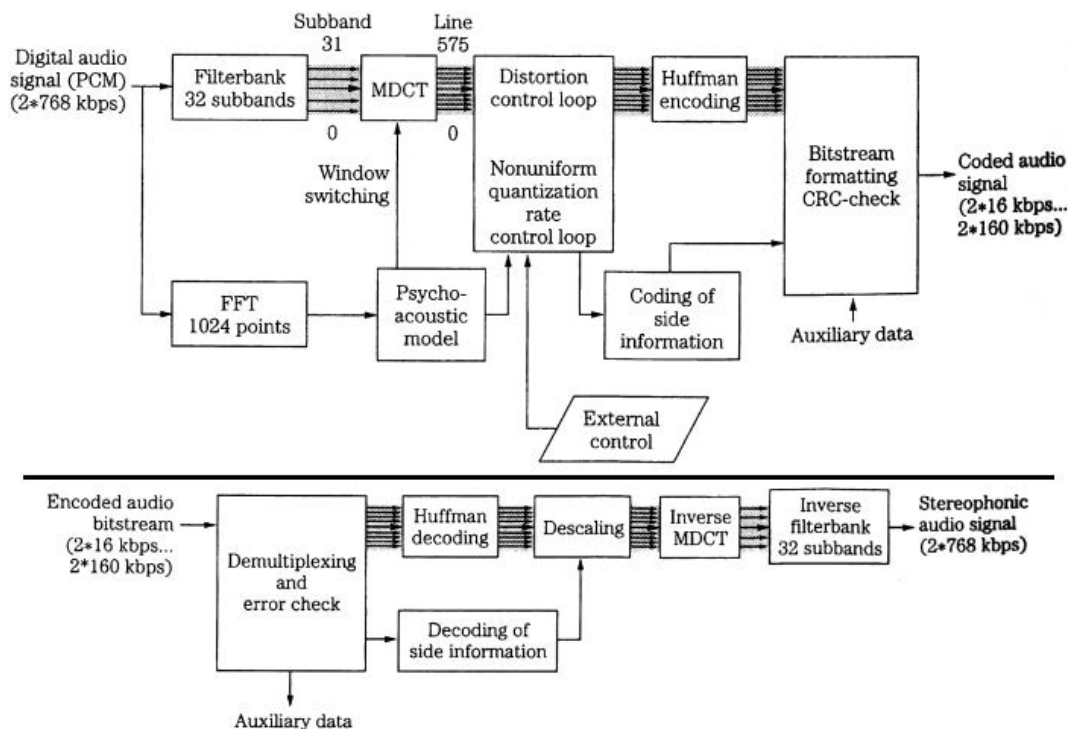 Subband
31
Line
575
Digital audio
signal (PCM)
(2*768 kbps)
Filterbank
32 subbands
MDCT
Distortion
control loop
Nonuniform
quantization
rate
control loop
Huffman
encoding
0
0
Window
switching
Bitstream
formatting
CRC-check
Coded audio
signal
(2*16 kbps...
2*160 kbps)
FFT
1024 points
Psycho-
acoustic
model
Coding of
side
information
Auxiliary data
External
control
Encoded audio
bitstream
(2*16 kbps...
2*160 kbps)
Demultiplexing
and
error check
Huffman
decoding
Descaling
Inverse
MDCT
Inverse
filterbank
32 subbands
Stereophonic
audio signal
(2*768 kbps)
Decoding of
side information
Auxiliary data